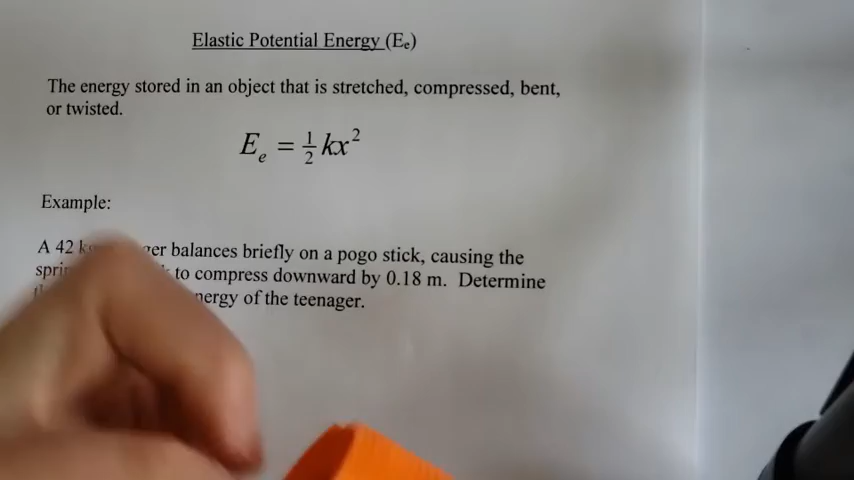 Elastic Potential Energy (Eₑ)
The energy stored in an object that is stretched, compressed, bent,
or twisted.
Eₑ = ½ kx²
Example:
A 42 balances briefly on a pogo stick, causing the
to compress downward by 0.18 m. Determine
of the teenager.